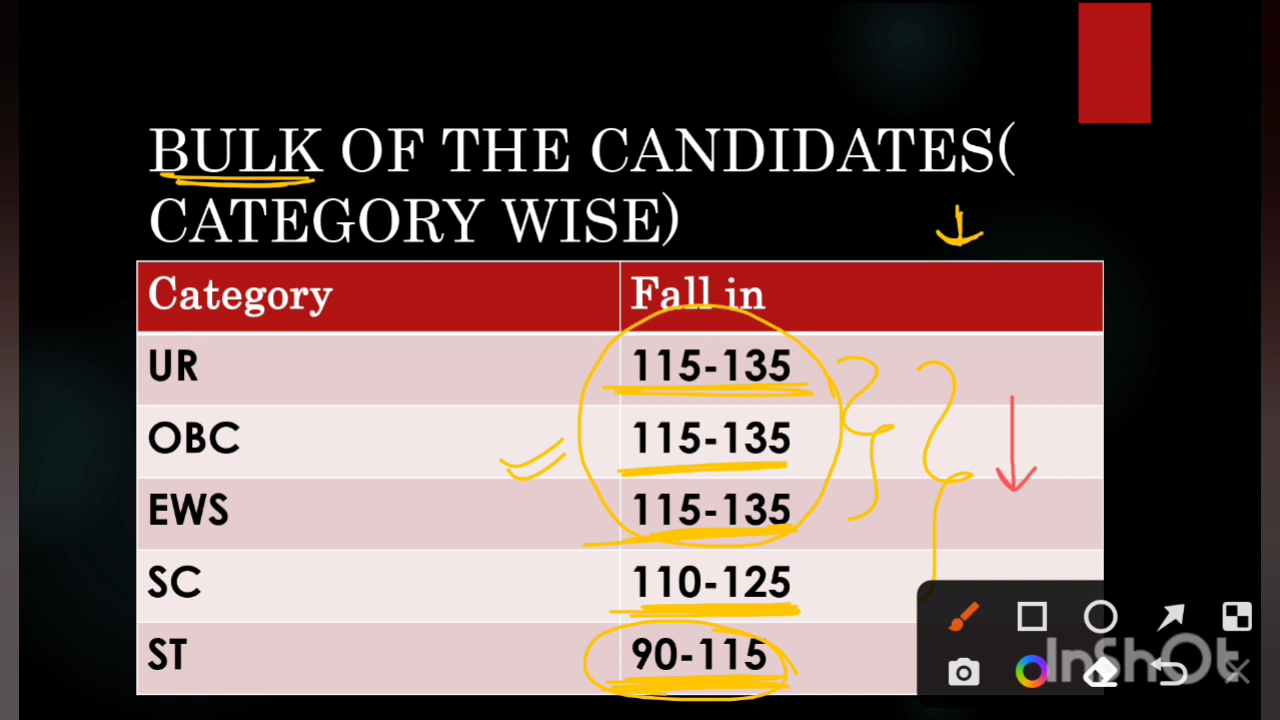 BULK OF THE CANDIDATES(
CATEGORY WISE)
Category Fall in
UR 115-135
OBC 115-135
EWS 115-135
SC 110-125
ST 90-115
InShOt